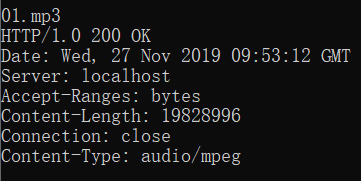 01.mp3
HTTP/1.0 200 OK
Date: Wed, 27 Nov 2019 09:53:12 GMT
Server: localhost
Accept-Ranges: bytes
Content-Length: 19828996
Connection: close
Content-Type: audio/mpeg